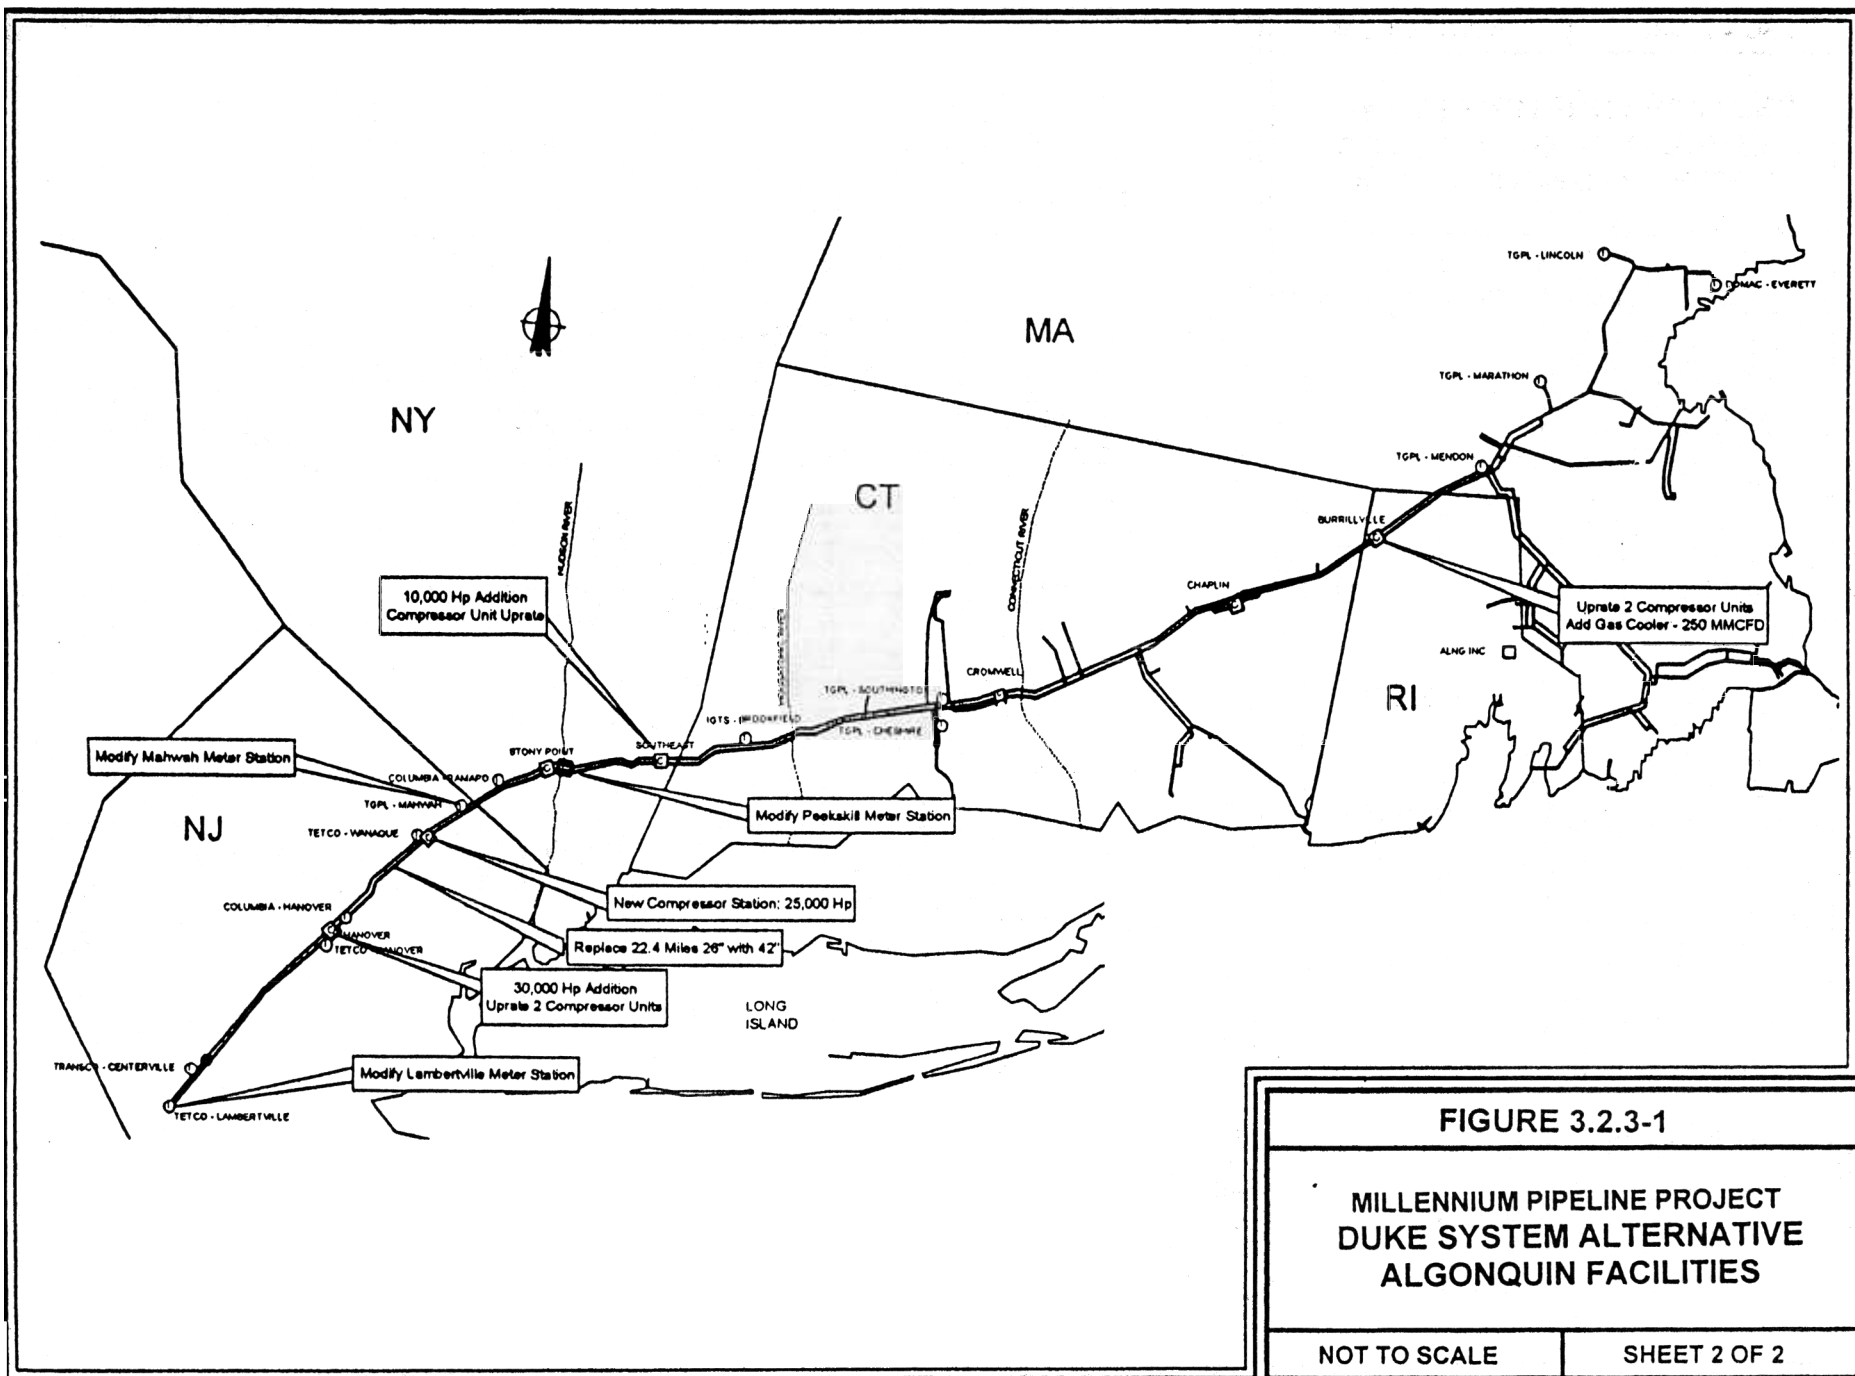 TGPL - LINCOLN
DOMAC - EVERETT
MA
TGPL - MARATHON
NY
TGPL - MENDON
CT
HUDSON RIVER
CONNECTICUT RIVER
BURRILLVILLE
CHAPLIN
10,000 Hp Addition
Compressor Unit Uprate
Uprate 2 Compressor Units
Add Gas Cooler - 250 MMCFD
ALNG INC
CROMWELL
RI
TGPL - SOUTHINGTON
IGTS - BROOKFIELD
TGPL - CHESHIRE
SOUTHEAST
STONY POINT
Modify Mahwah Meter Station
COLUMBIA - RAMAPO
TGPL - MAHWAH
Modify Peekskill Meter Station
NJ
TETCO - WANAQUE
New Compressor Station: 25,000 Hp
COLUMBIA - HANOVER
HANOVER
TETCO - HANOVER
Replace 22.4 Miles 26" with 42"
30,000 Hp Addition
Uprate 2 Compressor Units
LONG
ISLAND
TRANSCO - CENTERVILLE
Modify Lambertville Meter Station
TETCO - LAMBERTVILLE
FIGURE 3.2.3-1
MILLENNIUM PIPELINE PROJECT
DUKE SYSTEM ALTERNATIVE
ALGONQUIN FACILITIES
NOT TO SCALE
SHEET 2 OF 2